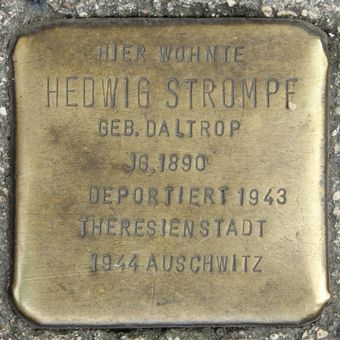 HIER WOHNTE
HEDWIG STROMPF
GEB. DALTROP
JG. 1890
DEPORTIERT 1943
THERESIENSTADT
1944 AUSCHWITZ